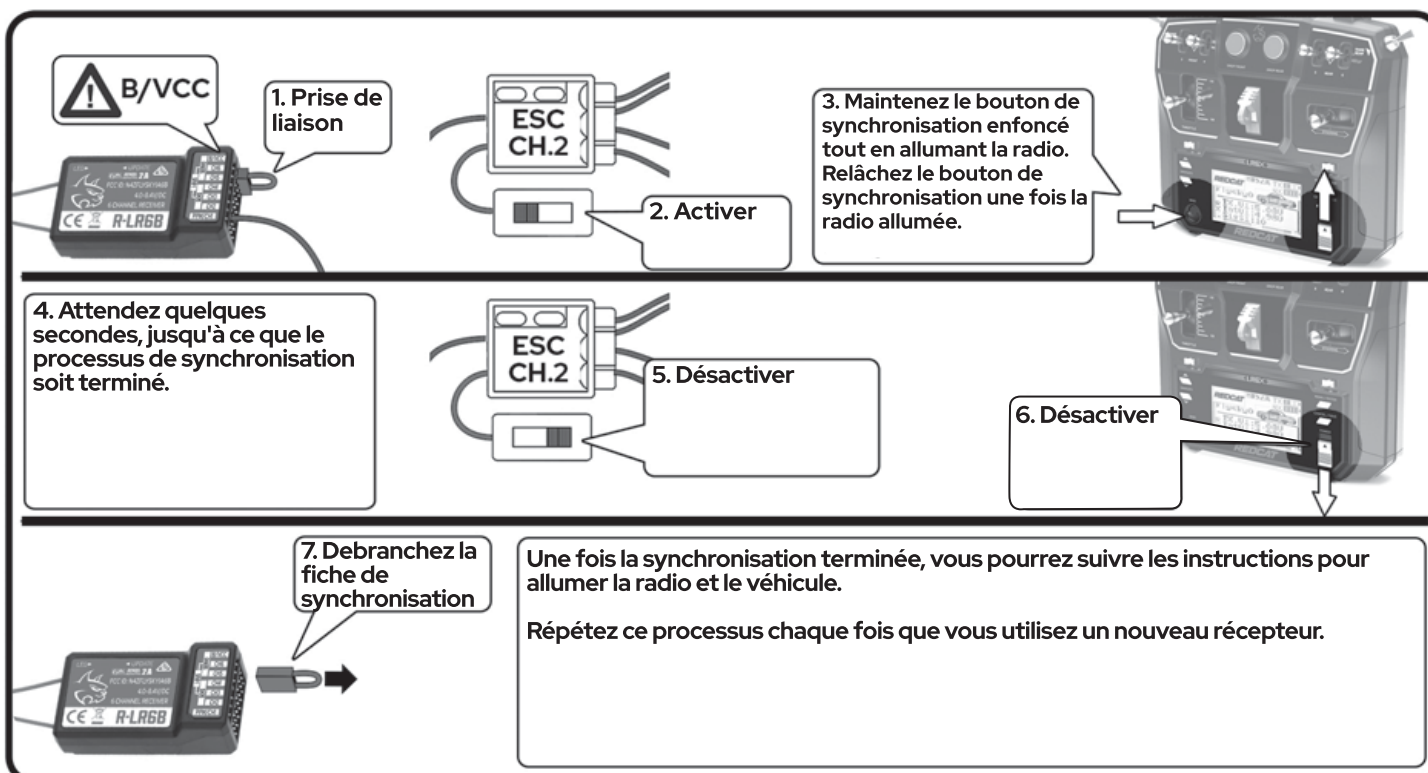 B/VCC
1. Prise de
liaison
ESC
CH.2
2. Activer
3. Maintenez le bouton de
synchronisation enfoncé
tout en allumant la radio.
Relâchez le bouton de
synchronisation une fois la
radio allumée.
R-LR6B
REDCAT
4. Attendez quelques
secondes, jusqu'à ce que le
processus de synchronisation
soit terminé.
ESC
CH.2
5. Désactiver
6. Désactiver
REDCAT
7. Debranchez la
fiche de
synchronisation
R-LR6B
Une fois la synchronisation terminée, vous pourrez suivre les instructions pour
allumer la radio et le véhicule.
Répétez ce processus chaque fois que vous utilisez un nouveau récepteur.